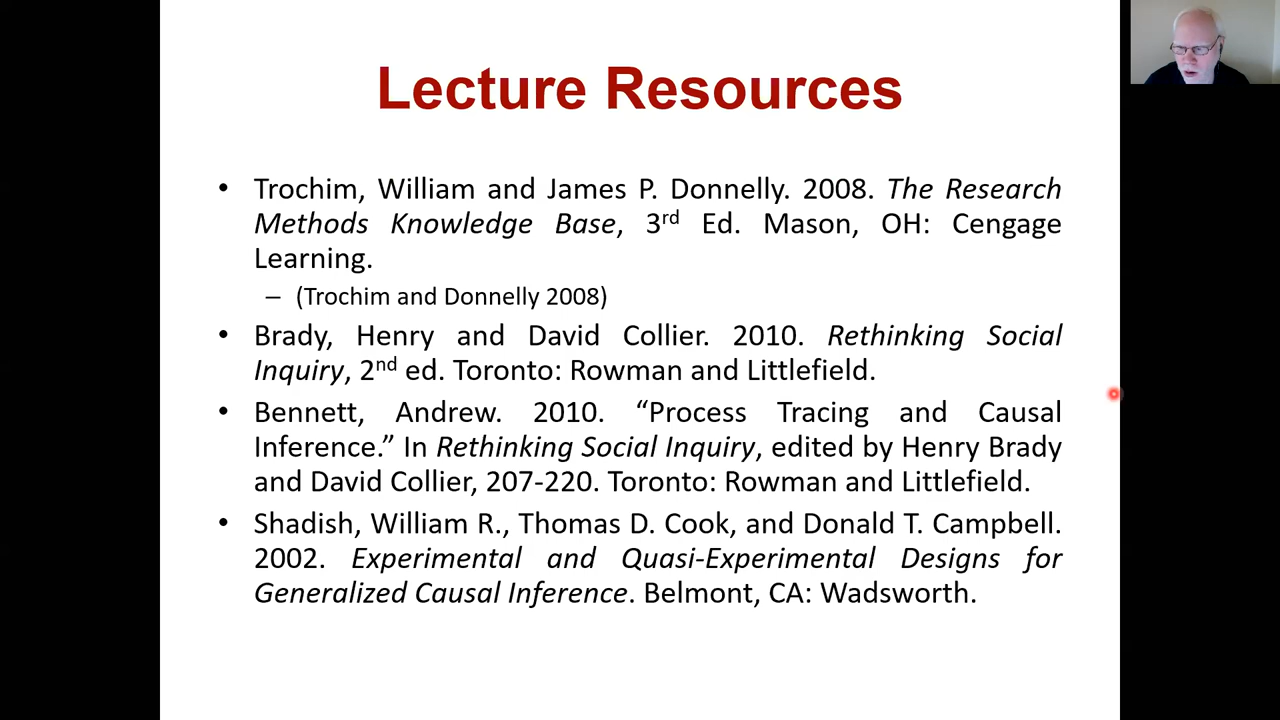 Lecture Resources
• Trochim, William and James P. Donnelly. 2008. The Research
Methods Knowledge Base, 3rd Ed. Mason, OH: Cengage
Learning.
– (Trochim and Donnelly 2008)
• Brady, Henry and David Collier. 2010. Rethinking Social
Inquiry, 2nd ed. Toronto: Rowman and Littlefield.
• Bennett, Andrew. 2010. “Process Tracing and Causal
Inference.” In Rethinking Social Inquiry, edited by Henry Brady
and David Collier, 207-220. Toronto: Rowman and Littlefield.
• Shadish, William R., Thomas D. Cook, and Donald T. Campbell.
2002. Experimental and Quasi-Experimental Designs for
Generalized Causal Inference. Belmont, CA: Wadsworth.